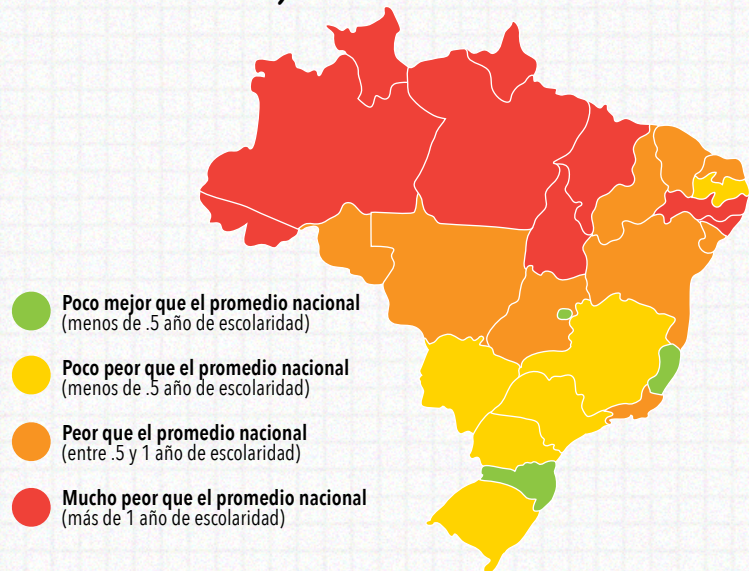 Poco mejor que el promedio nacional
(menos de .5 año de escolaridad)
Poco peor que el promedio nacional
(menos de .5 año de escolaridad)
Peor que el promedio nacional
(entre .5 y 1 año de escolaridad)
Mucho peor que el promedio nacional
(más de 1 año de escolaridad)